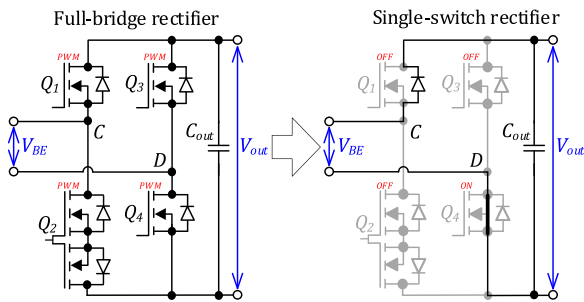 Full-bridge rectifier
Single-switch rectifier
PWM
PWM
OFF
OFF
Q1
Q3
Q1
Q3
C
Cout
C
Cout
VBE
Vout
VBE
Vout
D
D
PWM
PWM
OFF
ON
Q2
Q4
Q2
Q4